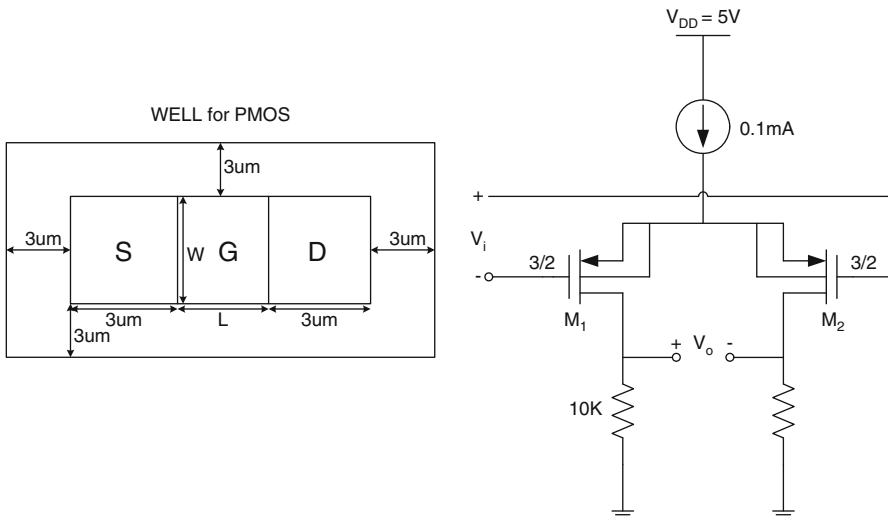 WELL for PMOS
3um
3um
3um
S
W
G
D
3um
L
3um
3um
V_DD = 5V
0.1mA
+
V_i
-
3/2
3/2
M_1
M_2
+ V_o -
10K